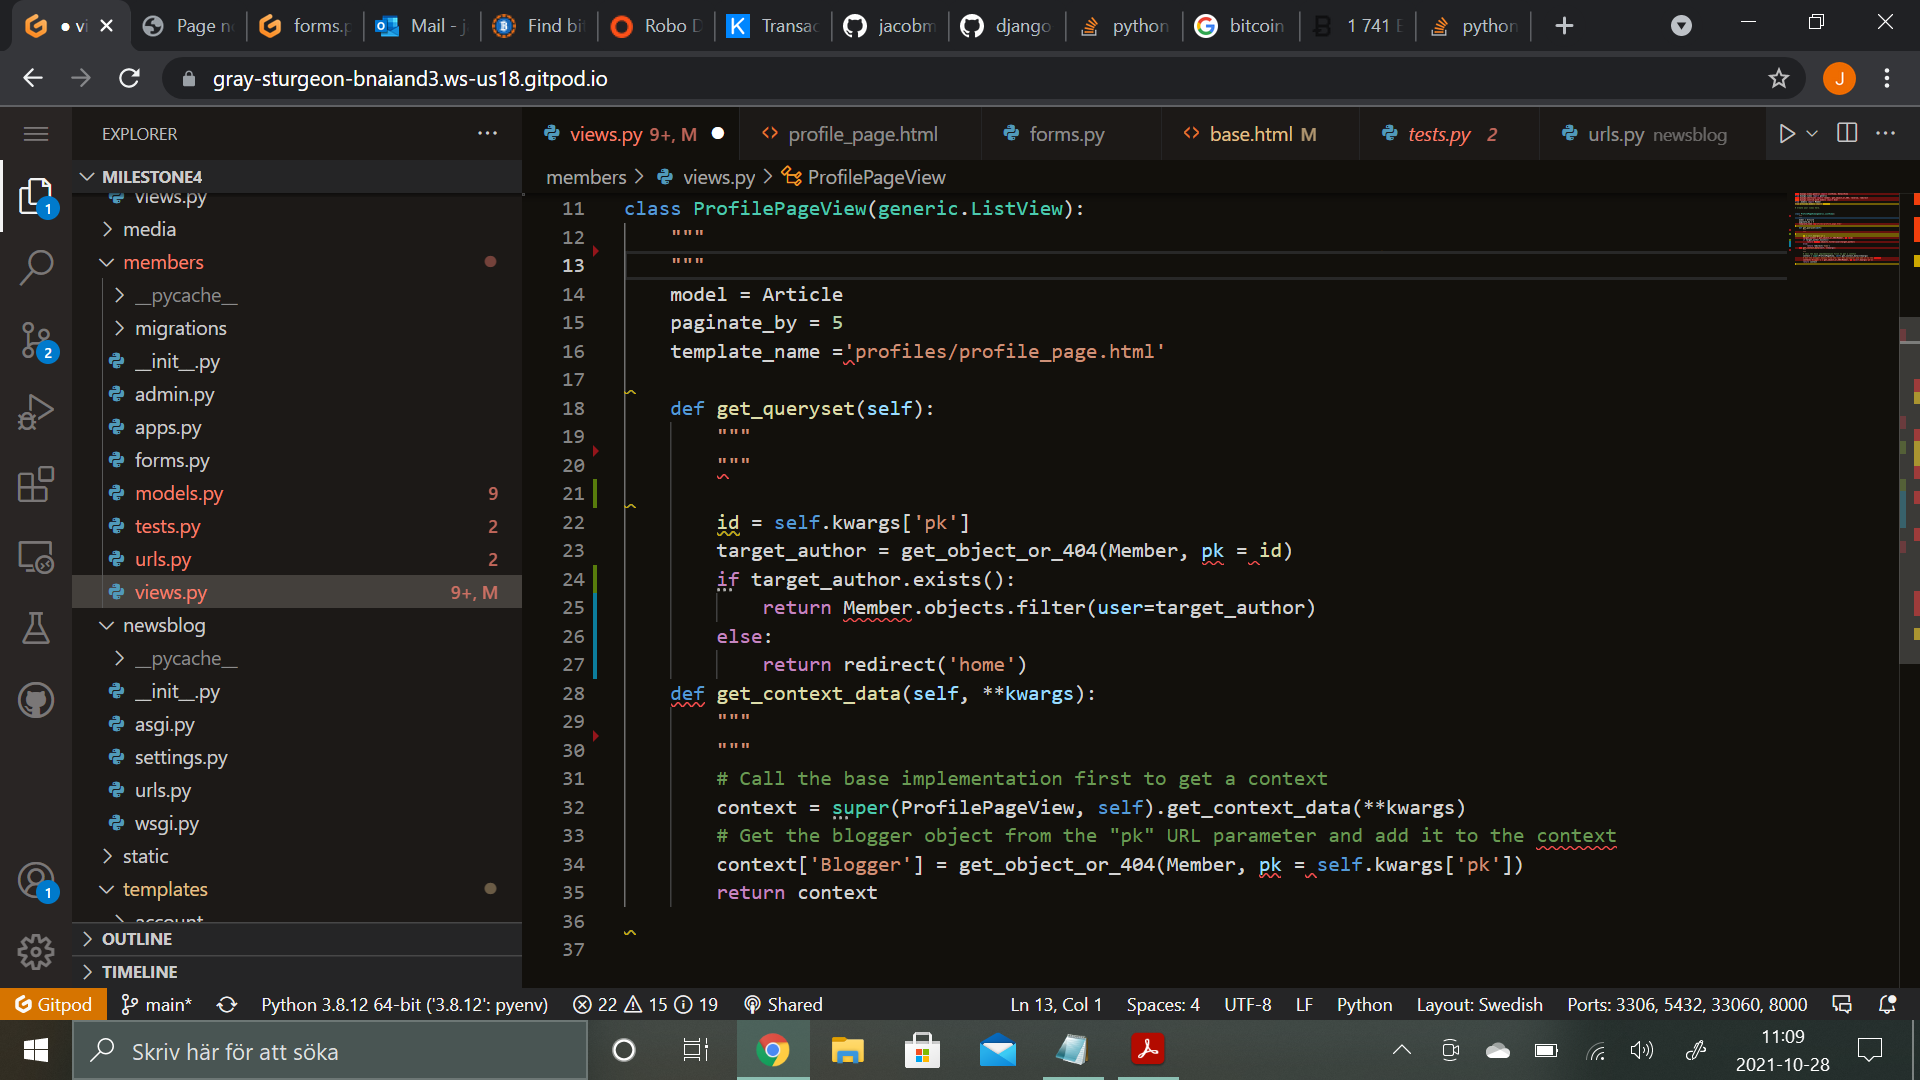 vi
Page n
forms.p
Mail - j
Find bi
Robo D
Transac
jacobm
django
python
bitcoin
1 741 B
python
gray-sturgeon-bnaiand3.ws-us18.gitpod.io
J
EXPLORER
views.py 9+, M
profile_page.html
forms.py
base.html M
tests.py 2
urls.py newsblog
MILESTONE4
members > views.py > ProfilePageView
views.py
media
members
__pycache__
migrations
__init__.py
admin.py
apps.py
forms.py
models.py 9
tests.py 2
urls.py 2
views.py 9+, M
newsblog
__pycache__
__init__.py
asgi.py
settings.py
urls.py
wsgi.py
static
templates
account
OUTLINE
TIMELINE
1
2
1
11 class ProfilePageView(generic.ListView):
12 """
13 """
14 model = Article
15 paginate_by = 5
16 template_name ='profiles/profile_page.html'
17
18 def get_queryset(self):
19 """
20 """
21
22 id = self.kwargs['pk']
23 target_author = get_object_or_404(Member, pk = id)
24 if target_author.exists():
25 return Member.objects.filter(user=target_author)
26 else:
27 return redirect('home')
28 def get_context_data(self, **kwargs):
29 """
30 """
31 # Call the base implementation first to get a context
32 context = super(ProfilePageView, self).get_context_data(**kwargs)
33 # Get the blogger object from the "pk" URL parameter and add it to the context
34 context['Blogger'] = get_object_or_404(Member, pk = self.kwargs['pk'])
35 return context
36
37
Gitpod main* Python 3.8.12 64-bit ('3.8.12': pyenv) 22 15 19 Shared Ln 13, Col 1 Spaces: 4 UTF-8 LF Python Layout: Swedish Ports: 3306, 5432, 33060, 8000
Skriv här för att söka
11:09
2021-10-28